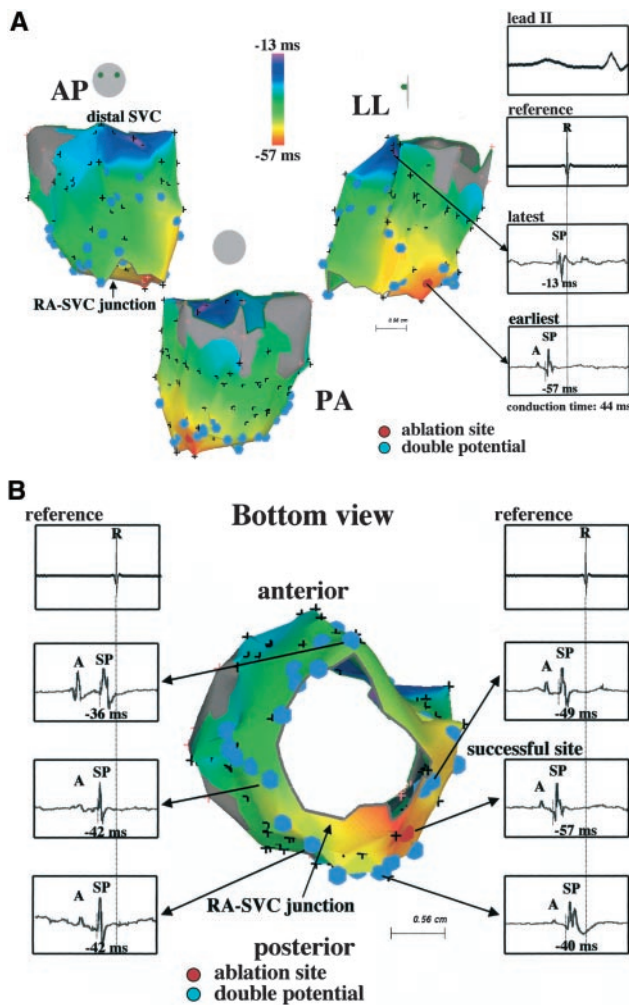 A
AP
distal SVC
-13 ms
-57 ms
LL
RA-SVC junction
PA
ablation site
double potential
lead II
reference
R
latest
SP
-13 ms
earliest
SP
A
-57 ms
conduction time: 44 ms
B
Bottom view
reference
R
A
SP
-36 ms
A
SP
-42 ms
A
SP
-42 ms
anterior
RA-SVC junction
posterior
0.56 cm
ablation site
double potential
reference
R
SP
A
-49 ms
successful site
SP
A
-57 ms
SP
A
-40 ms